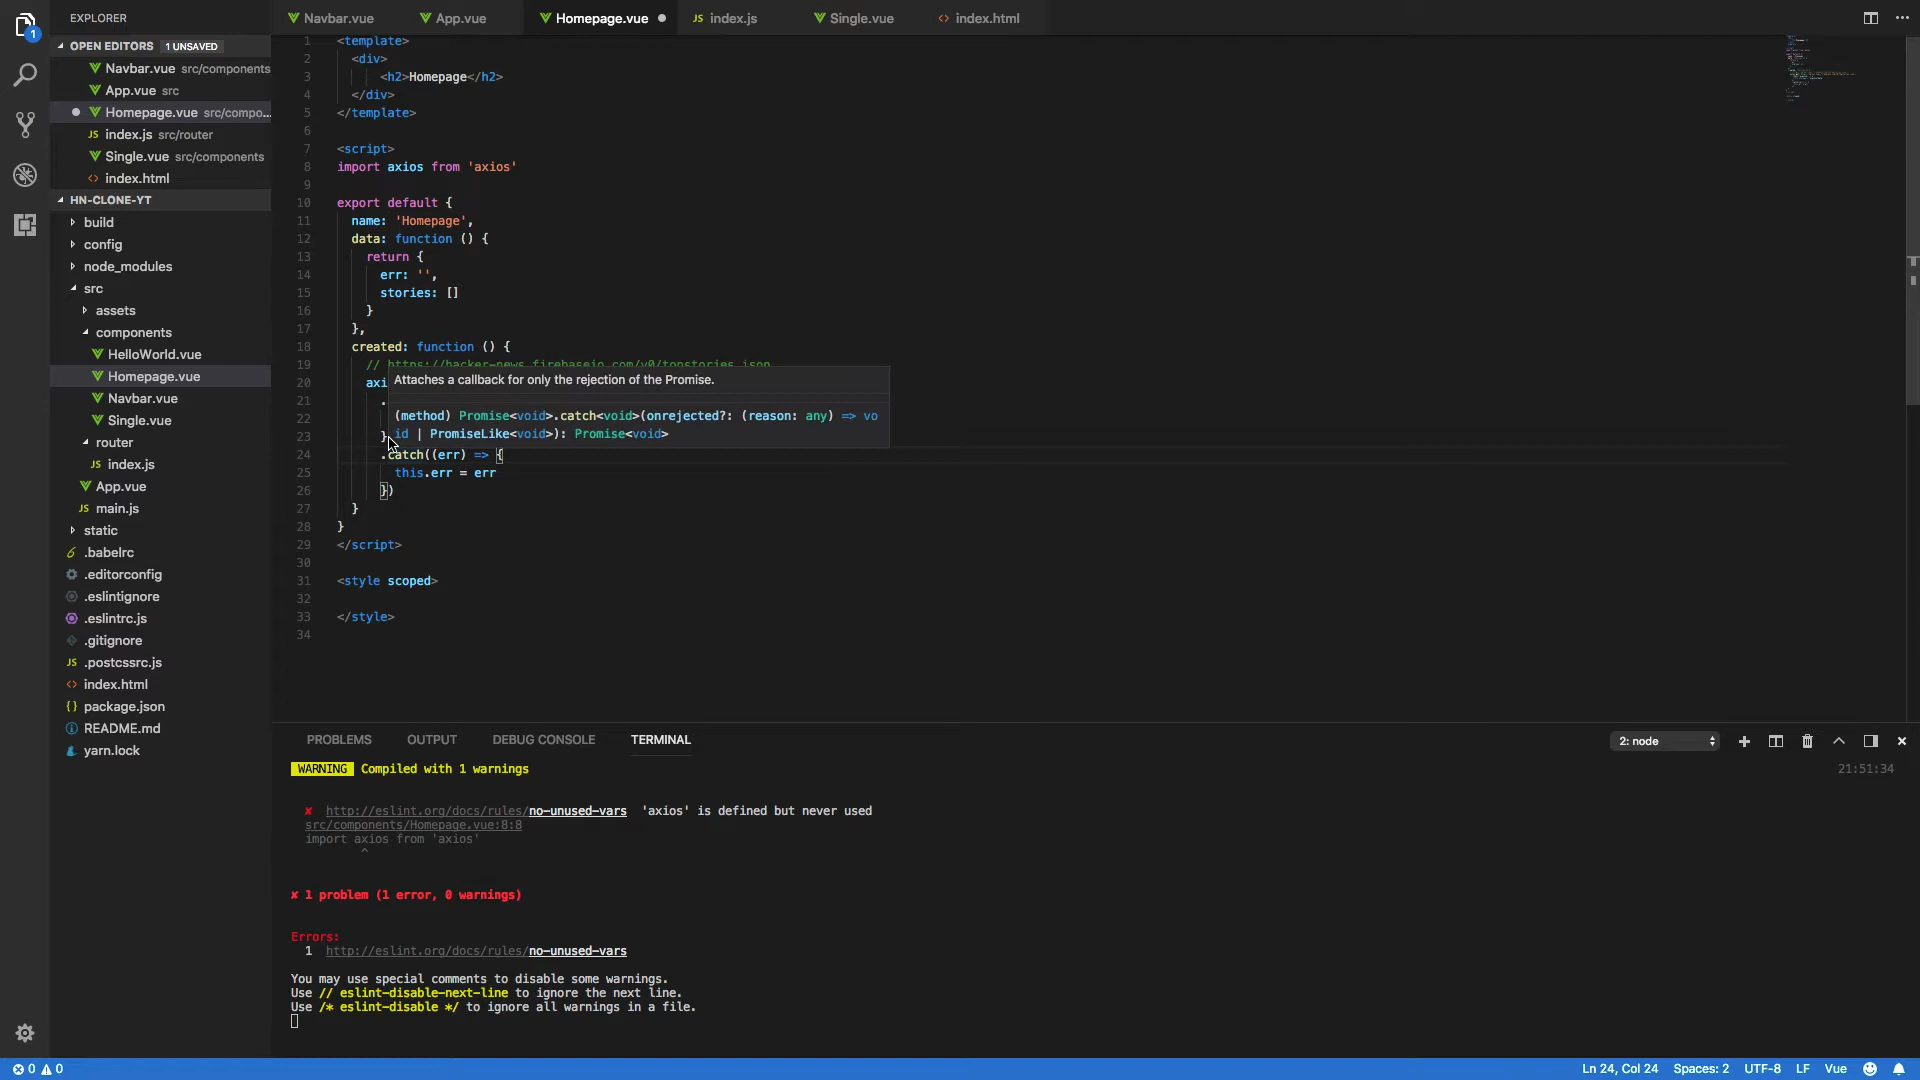 EXPLORER
OPEN EDITORS 1 UNSAVED
Navbar.vue src/components
App.vue src
Homepage.vue src/compo...
index.js src/router
Single.vue src/components
index.html
HN-CLONE-YT
build
config
node_modules
src
assets
components
HelloWorld.vue
Homepage.vue
Navbar.vue
Single.vue
router
index.js
App.vue
main.js
static
.babelrc
.editorconfig
.eslintignore
.eslintrc.js
.gitignore
.postcssrc.js
index.html
package.json
README.md
yarn.lock
Navbar.vue App.vue Homepage.vue index.js Single.vue index.html
1 <template>
2 <div>
3 <h2>Homepage</h2>
4 </div>
5 </template>
6
7 <script>
8 import axios from 'axios'
9
10 export default {
11 name: 'Homepage',
12 data: function () {
13 return {
14 err: '',
15 stories: []
16 }
17 },
18 created: function () {
19 // https://hacker-news.firebaseio.com/v0/topstories.json
20 axi
Attaches a callback for only the rejection of the Promise.
21 .
22 (method) Promise<void>.catch<void>(onrejected?: (reason: any) => vo
23 } id | PromiseLike<void>): Promise<void>
24 .catch((err) => {
25 this.err = err
26 })
27 }
28 }
29 </script>
30
31 <style scoped>
32
33 </style>
34
PROBLEMS OUTPUT DEBUG CONSOLE TERMINAL 2: node
WARNING Compiled with 1 warnings 21:51:34
✘ http://eslint.org/docs/rules/no-unused-vars 'axios' is defined but never used
src/components/Homepage.vue:8:8
import axios from 'axios'
^
✘ 1 problem (1 error, 0 warnings)
Errors:
1 http://eslint.org/docs/rules/no-unused-vars
You may use special comments to disable some warnings.
Use // eslint-disable-next-line to ignore the next line.
Use /* eslint-disable */ to ignore all warnings in a file.
0 0 Ln 24, Col 24 Spaces: 2 UTF-8 LF Vue